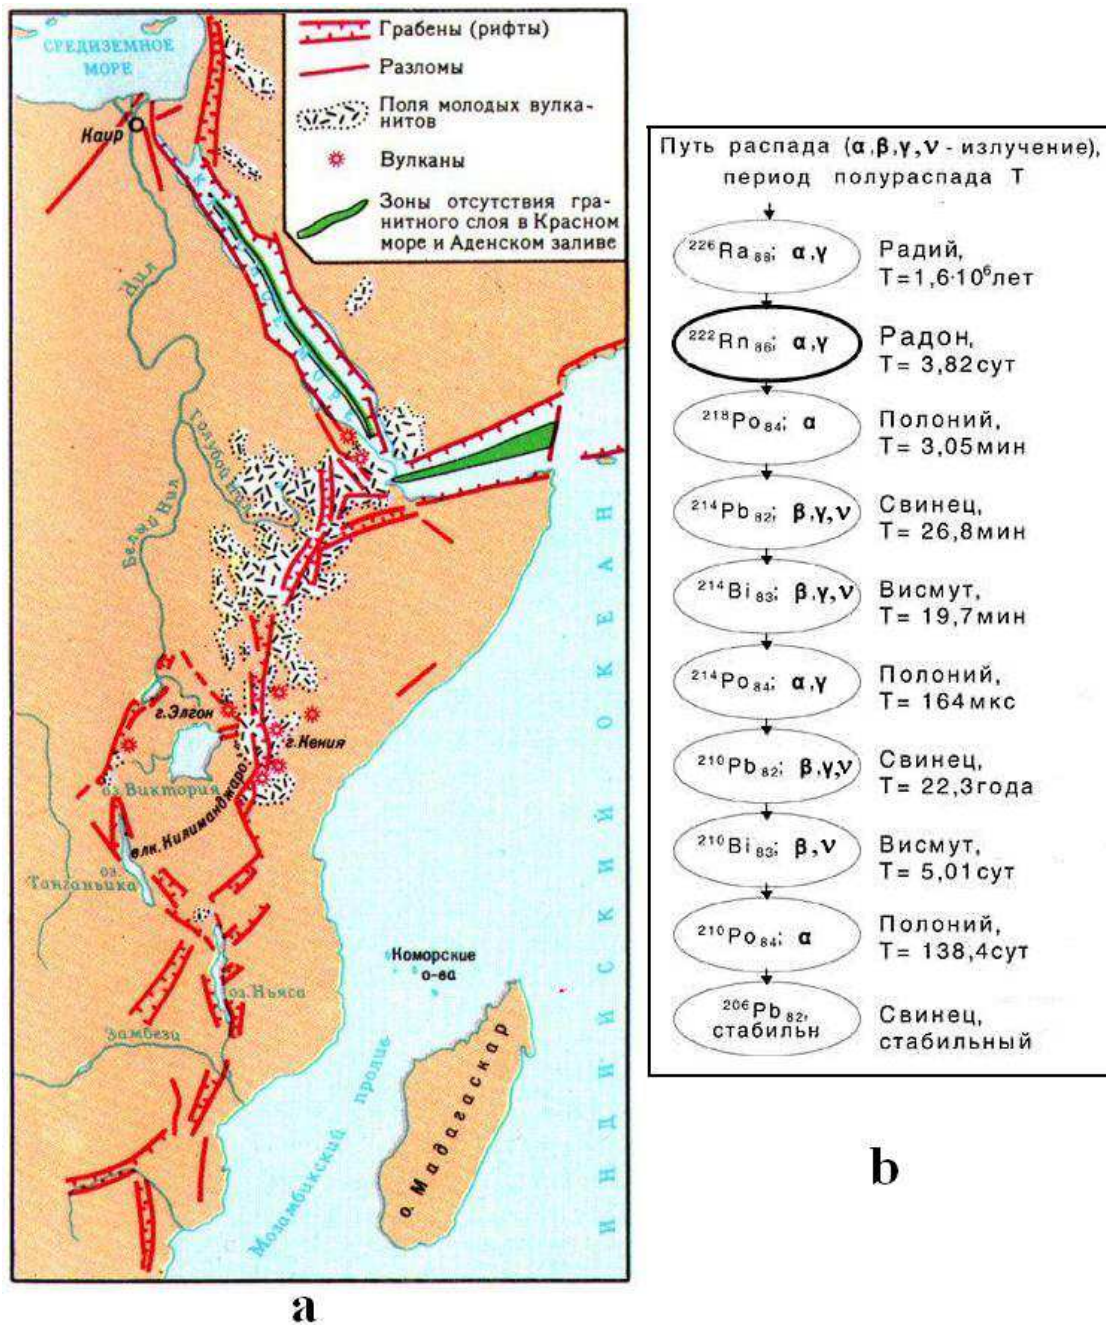 СРЕДИЗЕМНОЕ
МОРЕ
Каир
Грабены (рифты)
Разломы
Поля молодых вулка-
нитов
Вулканы
Зоны отсутствия гра-
нитного слоя в Красном
море и Аденском заливе
Нил
КРАСНОЕ МОРЕ
Голубой Нил
Белый Нил
г.Элгон
г.Кения
оз.Виктория
влк.Килиманджаро
оз.
Танганьика
оз.Ньяса
Замбези
Коморские
о-ва
Мозамбикский пролив
о. Мадагаскар
ИНДИЙСКИЙ ОКЕАН
a
Путь распада (α,β,γ,ν - излучение),
период полураспада T
²²⁶Ra₈₈; α,γ
Радий,
T=1,6·10⁶лет
²²²Rn₈₆; α,γ
Радон,
T= 3,82сут
²¹⁸Po₈₄; α
Полоний,
T= 3,05мин
²¹⁴Pb₈₂; β,γ,ν
Свинец,
T= 26,8мин
²¹⁴Bi₈₃; β,γ,ν
Висмут,
T= 19,7мин
²¹⁴Po₈₄; α,γ
Полоний,
T= 164мкс
²¹⁰Pb₈₂; β,γ,ν
Свинец,
T= 22,3года
²¹⁰Bi₈₃; β,ν
Висмут,
T= 5,01сут
²¹⁰Po₈₄; α
Полоний,
T= 138,4сут
²⁰⁶Pb₈₂,
стабильн
Свинец,
стабильный
b